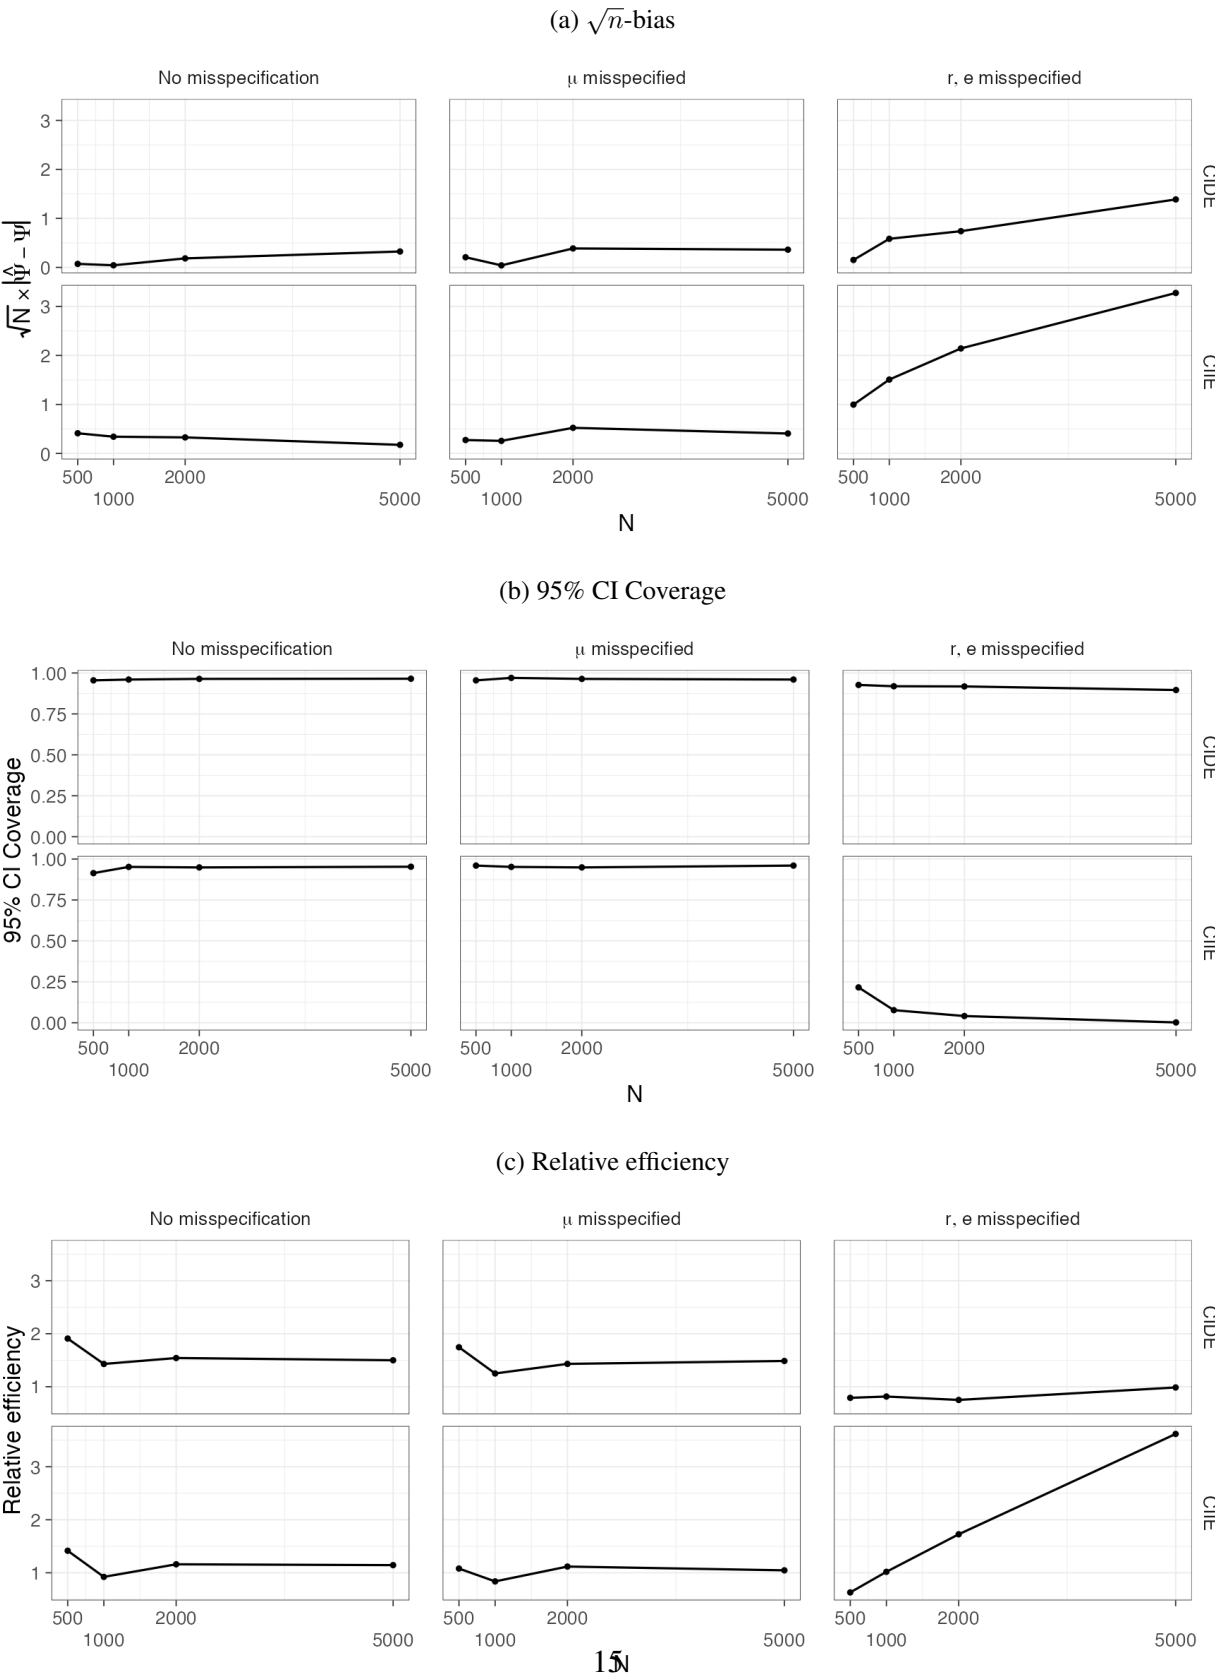 (a) √n-bias
No misspecification
μ misspecified
r, e misspecified
√N × |Ψ̂ − Ψ|
3
2
1
0
CIDE
3
2
1
0
CIIE
500 2000 500 2000 500 2000
1000 5000 1000 5000 1000 5000
N
(b) 95% CI Coverage
No misspecification
μ misspecified
r, e misspecified
95% CI Coverage
1.00
0.75
0.50
0.25
0.00
CIDE
1.00
0.75
0.50
0.25
0.00
CIIE
500 2000 500 2000 500 2000
1000 5000 1000 5000 1000 5000
N
(c) Relative efficiency
No misspecification
μ misspecified
r, e misspecified
Relative efficiency
3
2
1
CIDE
3
2
1
CIIE
500 2000 500 2000 500 2000
1000 5000 1000 5000 1000 5000
N
15